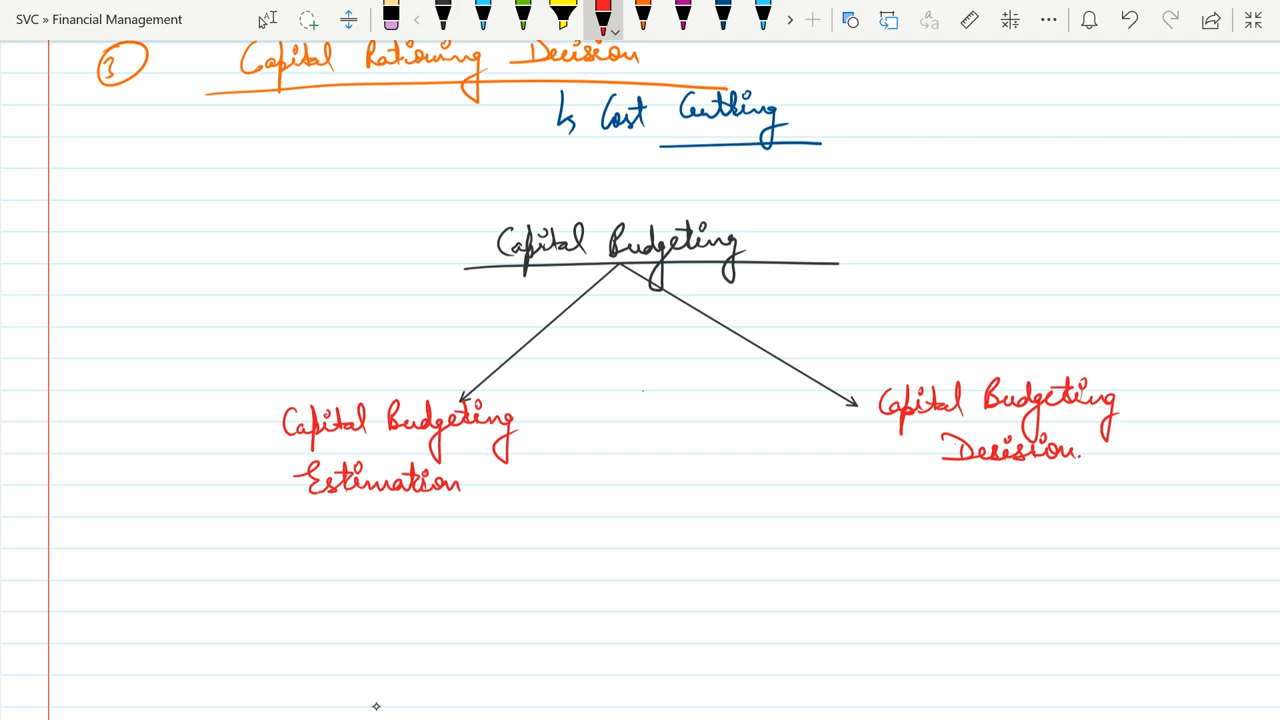 SVC » Financial Management
3 Capital Rationing Decision
↳ Cost Cutting
Capital Budgeting
Capital Budgeting
Estimation
Capital Budgeting
Decision.